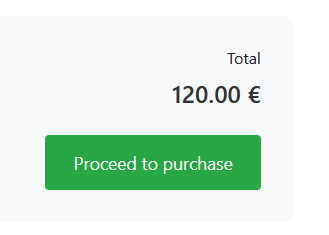 Total
120.00 €
Proceed to purchase